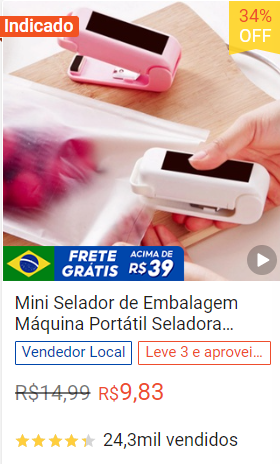 34%
OFF
Indicado
FRETE
GRÁTIS
ACIMA DE
R$39
Mini Selador de Embalagem
Máquina Portátil Seladora...
Vendedor Local
Leve 3 e aprovei...
R$14,99 R$9,83
24,3mil vendidos